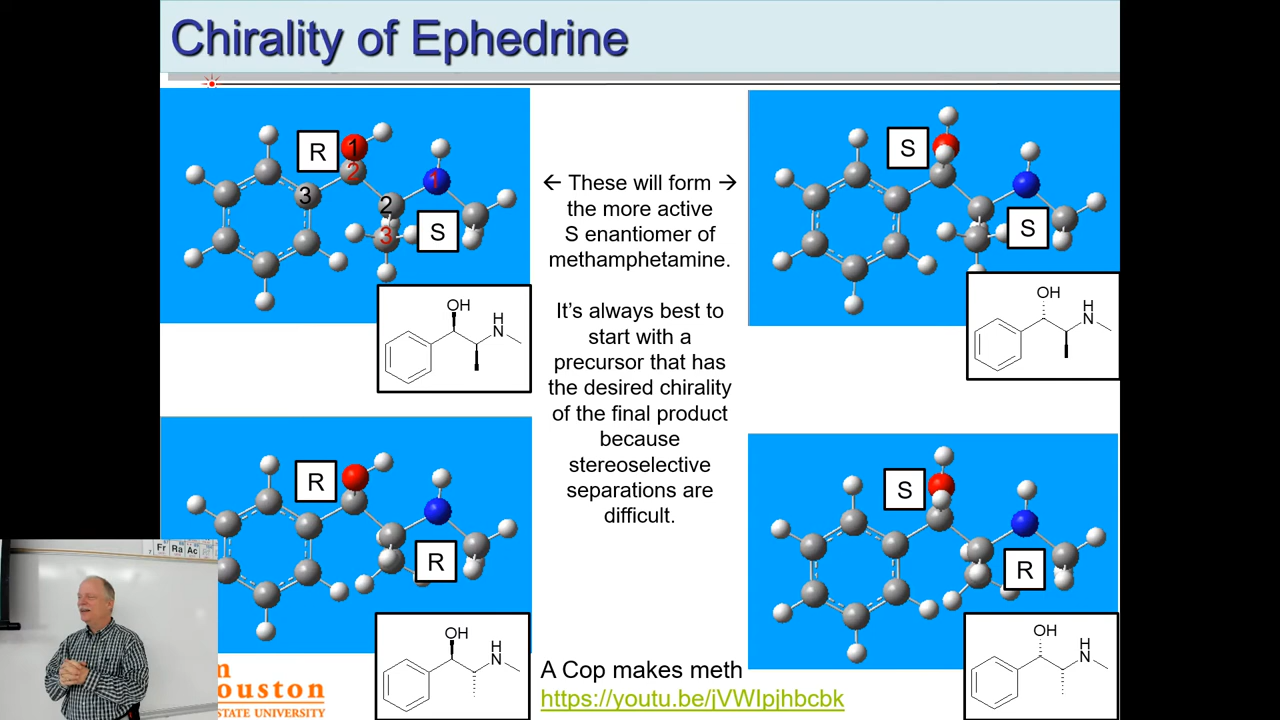 Chirality of Ephedrine
R
1
2
3
2
1
3
S
OH
H
N
← These will form →
the more active
S enantiomer of
methamphetamine.
It's always best to
start with a
precursor that has
the desired chirality
of the final product
because
stereoselective
separations are
difficult.
S
S
OH
H
N
R
R
OH
H
N
S
R
OH
H
N
Fr Ra Ac
ouston
STATE UNIVERSITY
A Cop makes meth
https://youtu.be/jVWIpjhbcbk